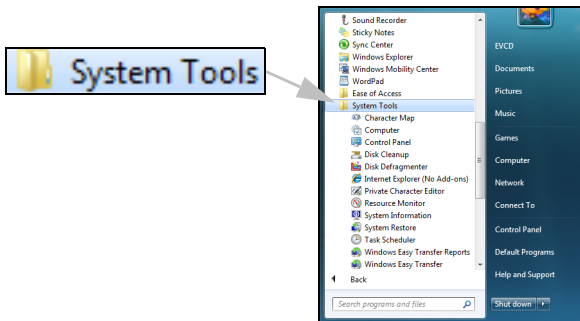 System Tools
Sound Recorder
Sticky Notes
Sync Center
Windows Explorer
Windows Mobility Center
WordPad
Ease of Access
System Tools
Character Map
Computer
Control Panel
Disk Cleanup
Disk Defragmenter
Internet Explorer (No Add-ons)
Private Character Editor
Resource Monitor
System Information
System Restore
Task Scheduler
Windows Easy Transfer Reports
Windows Easy Transfer
Back
Search programs and files
EVCD
Documents
Pictures
Music
Games
Computer
Network
Connect To
Control Panel
Default Programs
Help and Support
Shut down